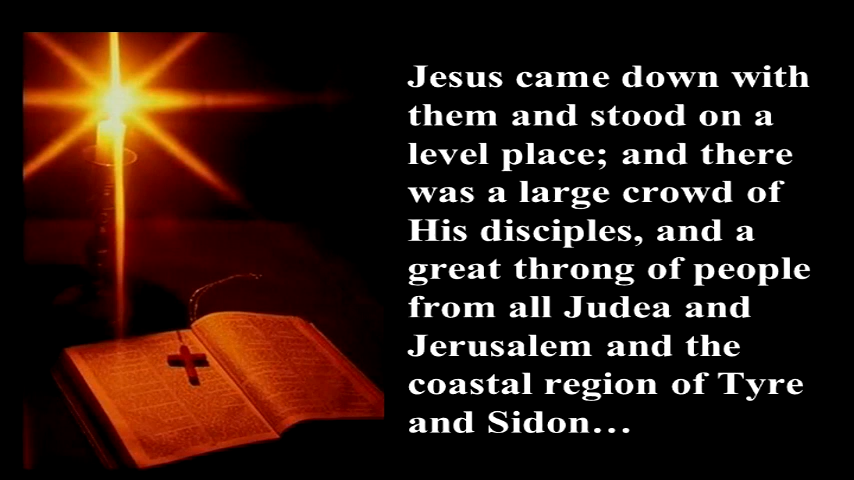 Jesus came down with
them and stood on a
level place; and there
was a large crowd of
His disciples, and a
great throng of people
from all Judea and
Jerusalem and the
coastal region of Tyre
and Sidon…